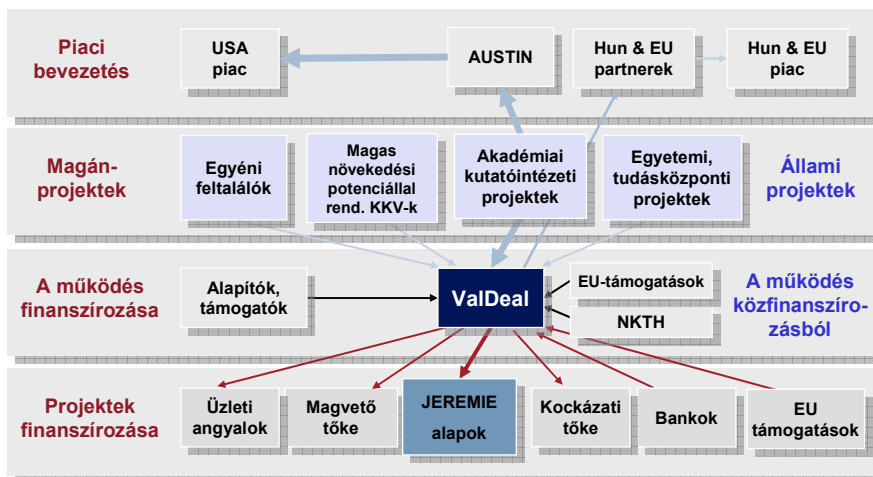 Piaci
bevezetés
USA
piac
AUSTIN
Hun & EU
partnerek
Hun & EU
piac
Magán-
projektek
Egyéni
feltalálók
Magas
növekedési
potenciállal
rend. KKV-k
Akadémiai
kutatóintézeti
projektek
Egyetemi,
tudásközponti
projektek
Állami
projektek
A működés
finanszírozása
Alapítók,
támogatók
ValDeal
EU-támogatások
NKTH
A működés
közfinanszíro-
zásból
Projektek
finanszírozása
Üzleti
angyalok
Magvető
tőke
JEREMIE
alapok
Kockázati
tőke
Bankok
EU
támogatások